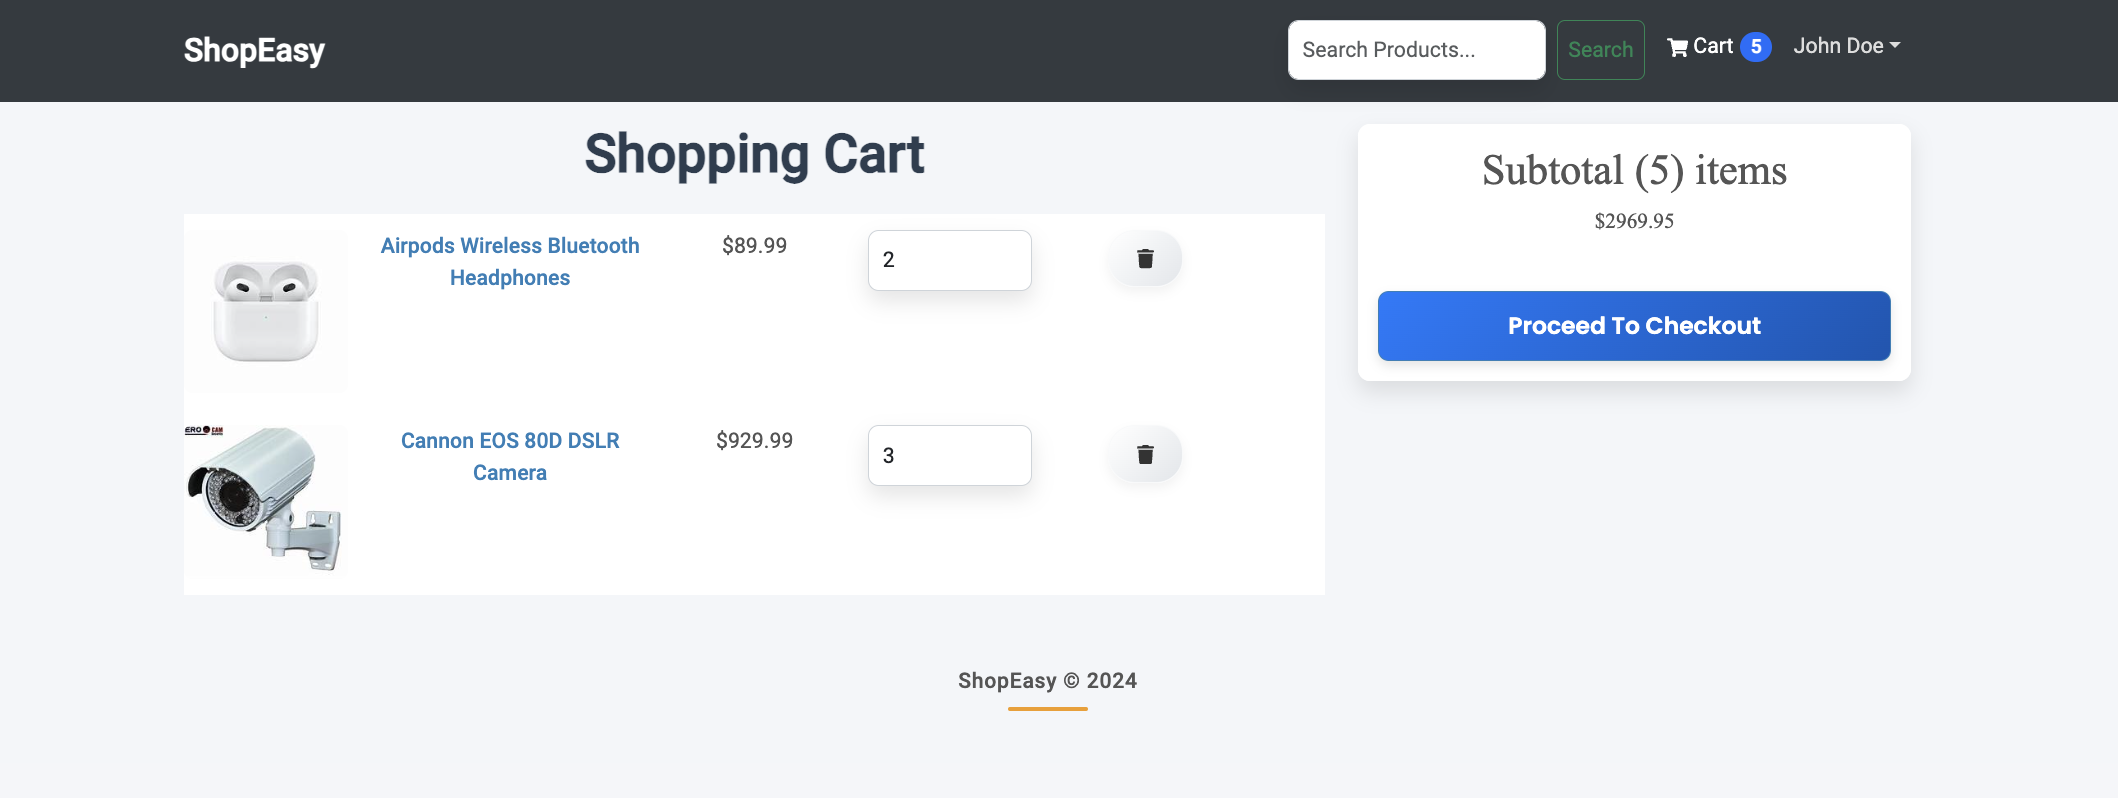 ShopEasy
Search Products...
Search
Cart 5
John Doe
Shopping Cart
Airpods Wireless Bluetooth
Headphones
$89.99
2
Cannon EOS 80D DSLR
Camera
$929.99
3
Subtotal (5) items
$2969.95
Proceed To Checkout
ShopEasy © 2024